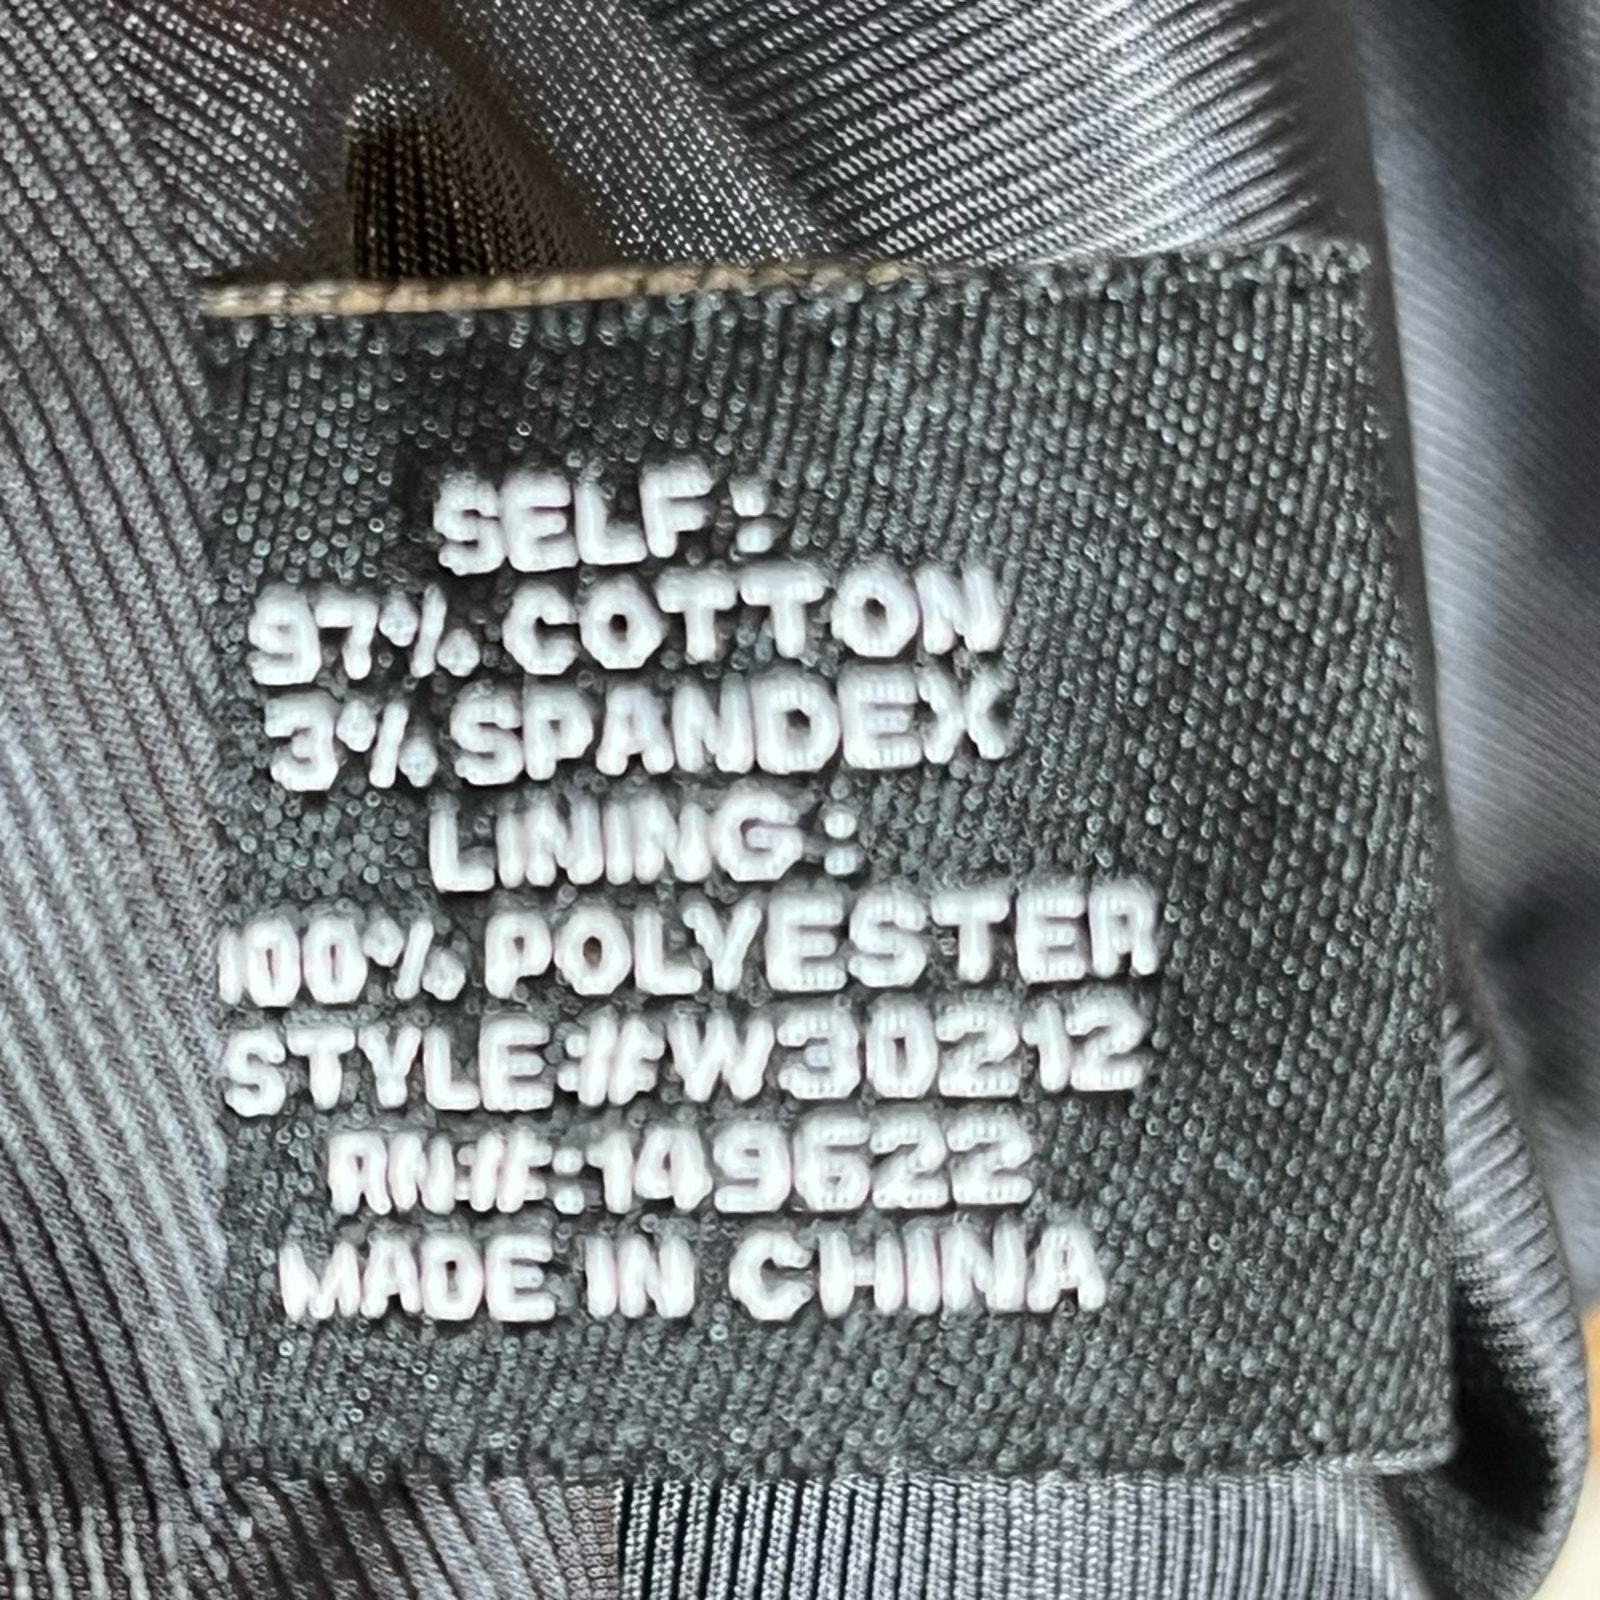 SELF:
97% COTTON
3% SPANDEX
LINING:
100% POLYESTER
STYLE#W30212
RN#:149622
MADE IN CHINA